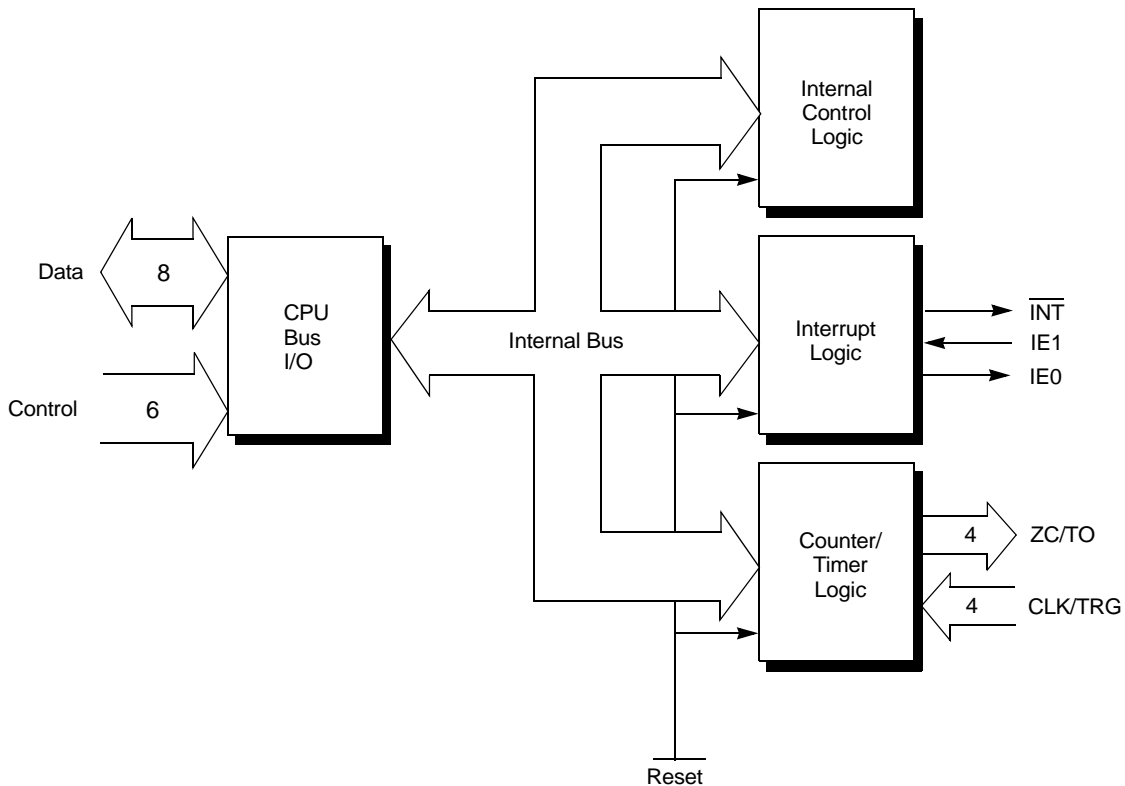 Internal
Control
Logic
Data
8
CPU
Bus
I/O
Control
6
Internal Bus
Interrupt
Logic
INT
IE1
IE0
Counter/
Timer
Logic
4
ZC/TO
4
CLK/TRG
Reset